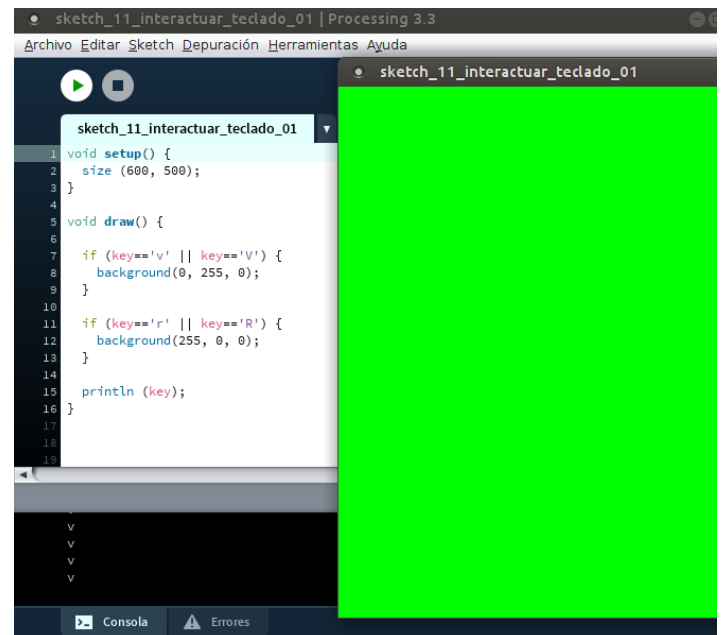 sketch_11_interactuar_teclado_01 | Processing 3.3
Archivo Editar Sketch Depuración Herramientas Ayuda
sketch_11_interactuar_teclado_01
sketch_11_interactuar_teclado_01
1 void setup() {
2 size (600, 500);
3 }
4
5 void draw() {
6
7 if (key=='v' || key=='V') {
8 background(0, 255, 0);
9 }
10
11 if (key=='r' || key=='R') {
12 background(255, 0, 0);
13 }
14
15 println (key);
16 }
17
18
19
v
v
v
v
Consola Errores